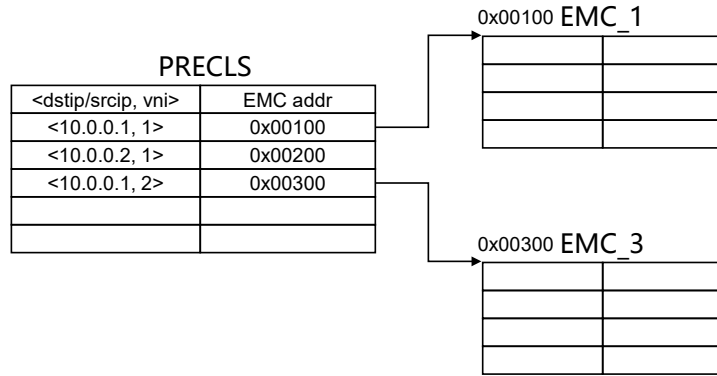 0x00100 EMC_1
PRECLS
<dstip/srcip, vni> EMC addr
<10.0.0.1, 1> 0x00100
<10.0.0.2, 1> 0x00200
<10.0.0.1, 2> 0x00300
0x00300 EMC_3